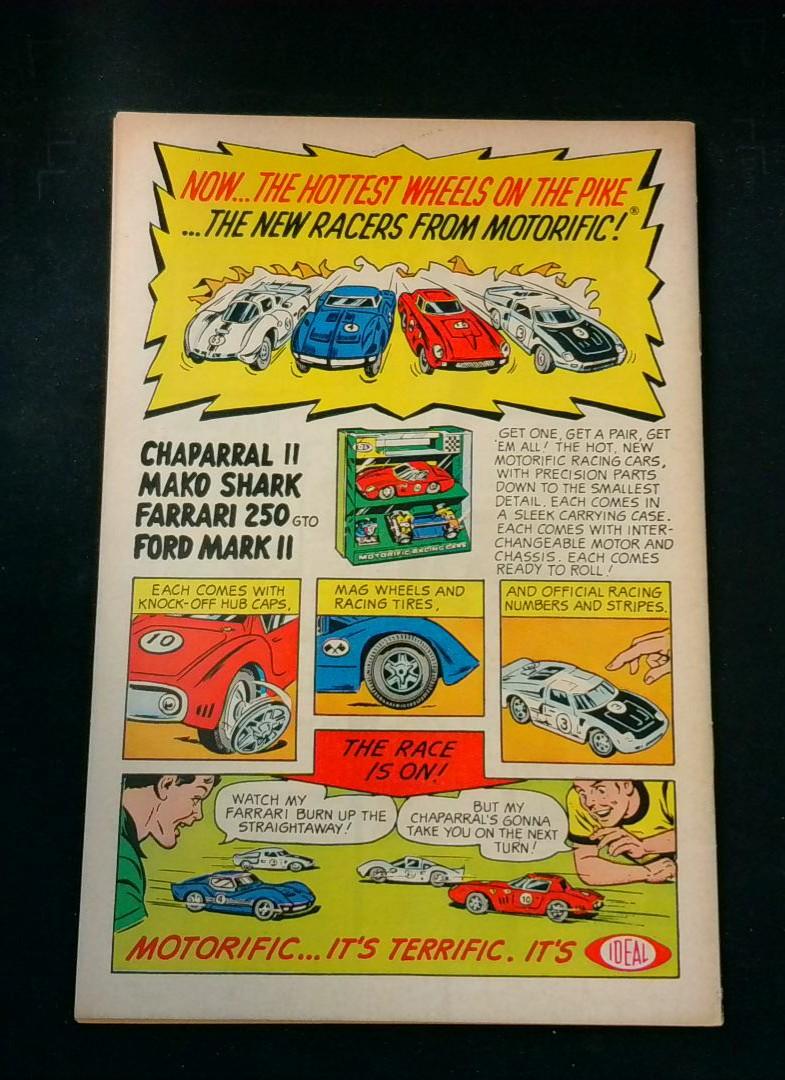 NOW...THE HOTTEST WHEELS ON THE PIKE
...THE NEW RACERS FROM MOTORIFIC!®
CHAPARRAL II
MAKO SHARK
FARRARI 250 GTO
FORD MARK II
MOTORIFIC RACING CARS
GET ONE, GET A PAIR, GET
'EM ALL! THE HOT, NEW
MOTORIFIC RACING CARS,
WITH PRECISION PARTS
DOWN TO THE SMALLEST
DETAIL. EACH COMES IN
A SLEEK CARRYING CASE.
EACH COMES WITH INTER-
CHANGEABLE MOTOR AND
CHASSIS. EACH COMES
READY TO ROLL!
EACH COMES WITH
KNOCK-OFF HUB CAPS,
10
MAG WHEELS AND
RACING TIRES,
AND OFFICIAL RACING
NUMBERS AND STRIPES.
3
THE RACE
IS ON!
WATCH MY
FARRARI BURN UP THE
STRAIGHTAWAY!
BUT MY
CHAPARRAL'S GONNA
TAKE YOU ON THE NEXT
TURN!
10
MOTORIFIC... IT'S TERRIFIC. IT'S IDEAL